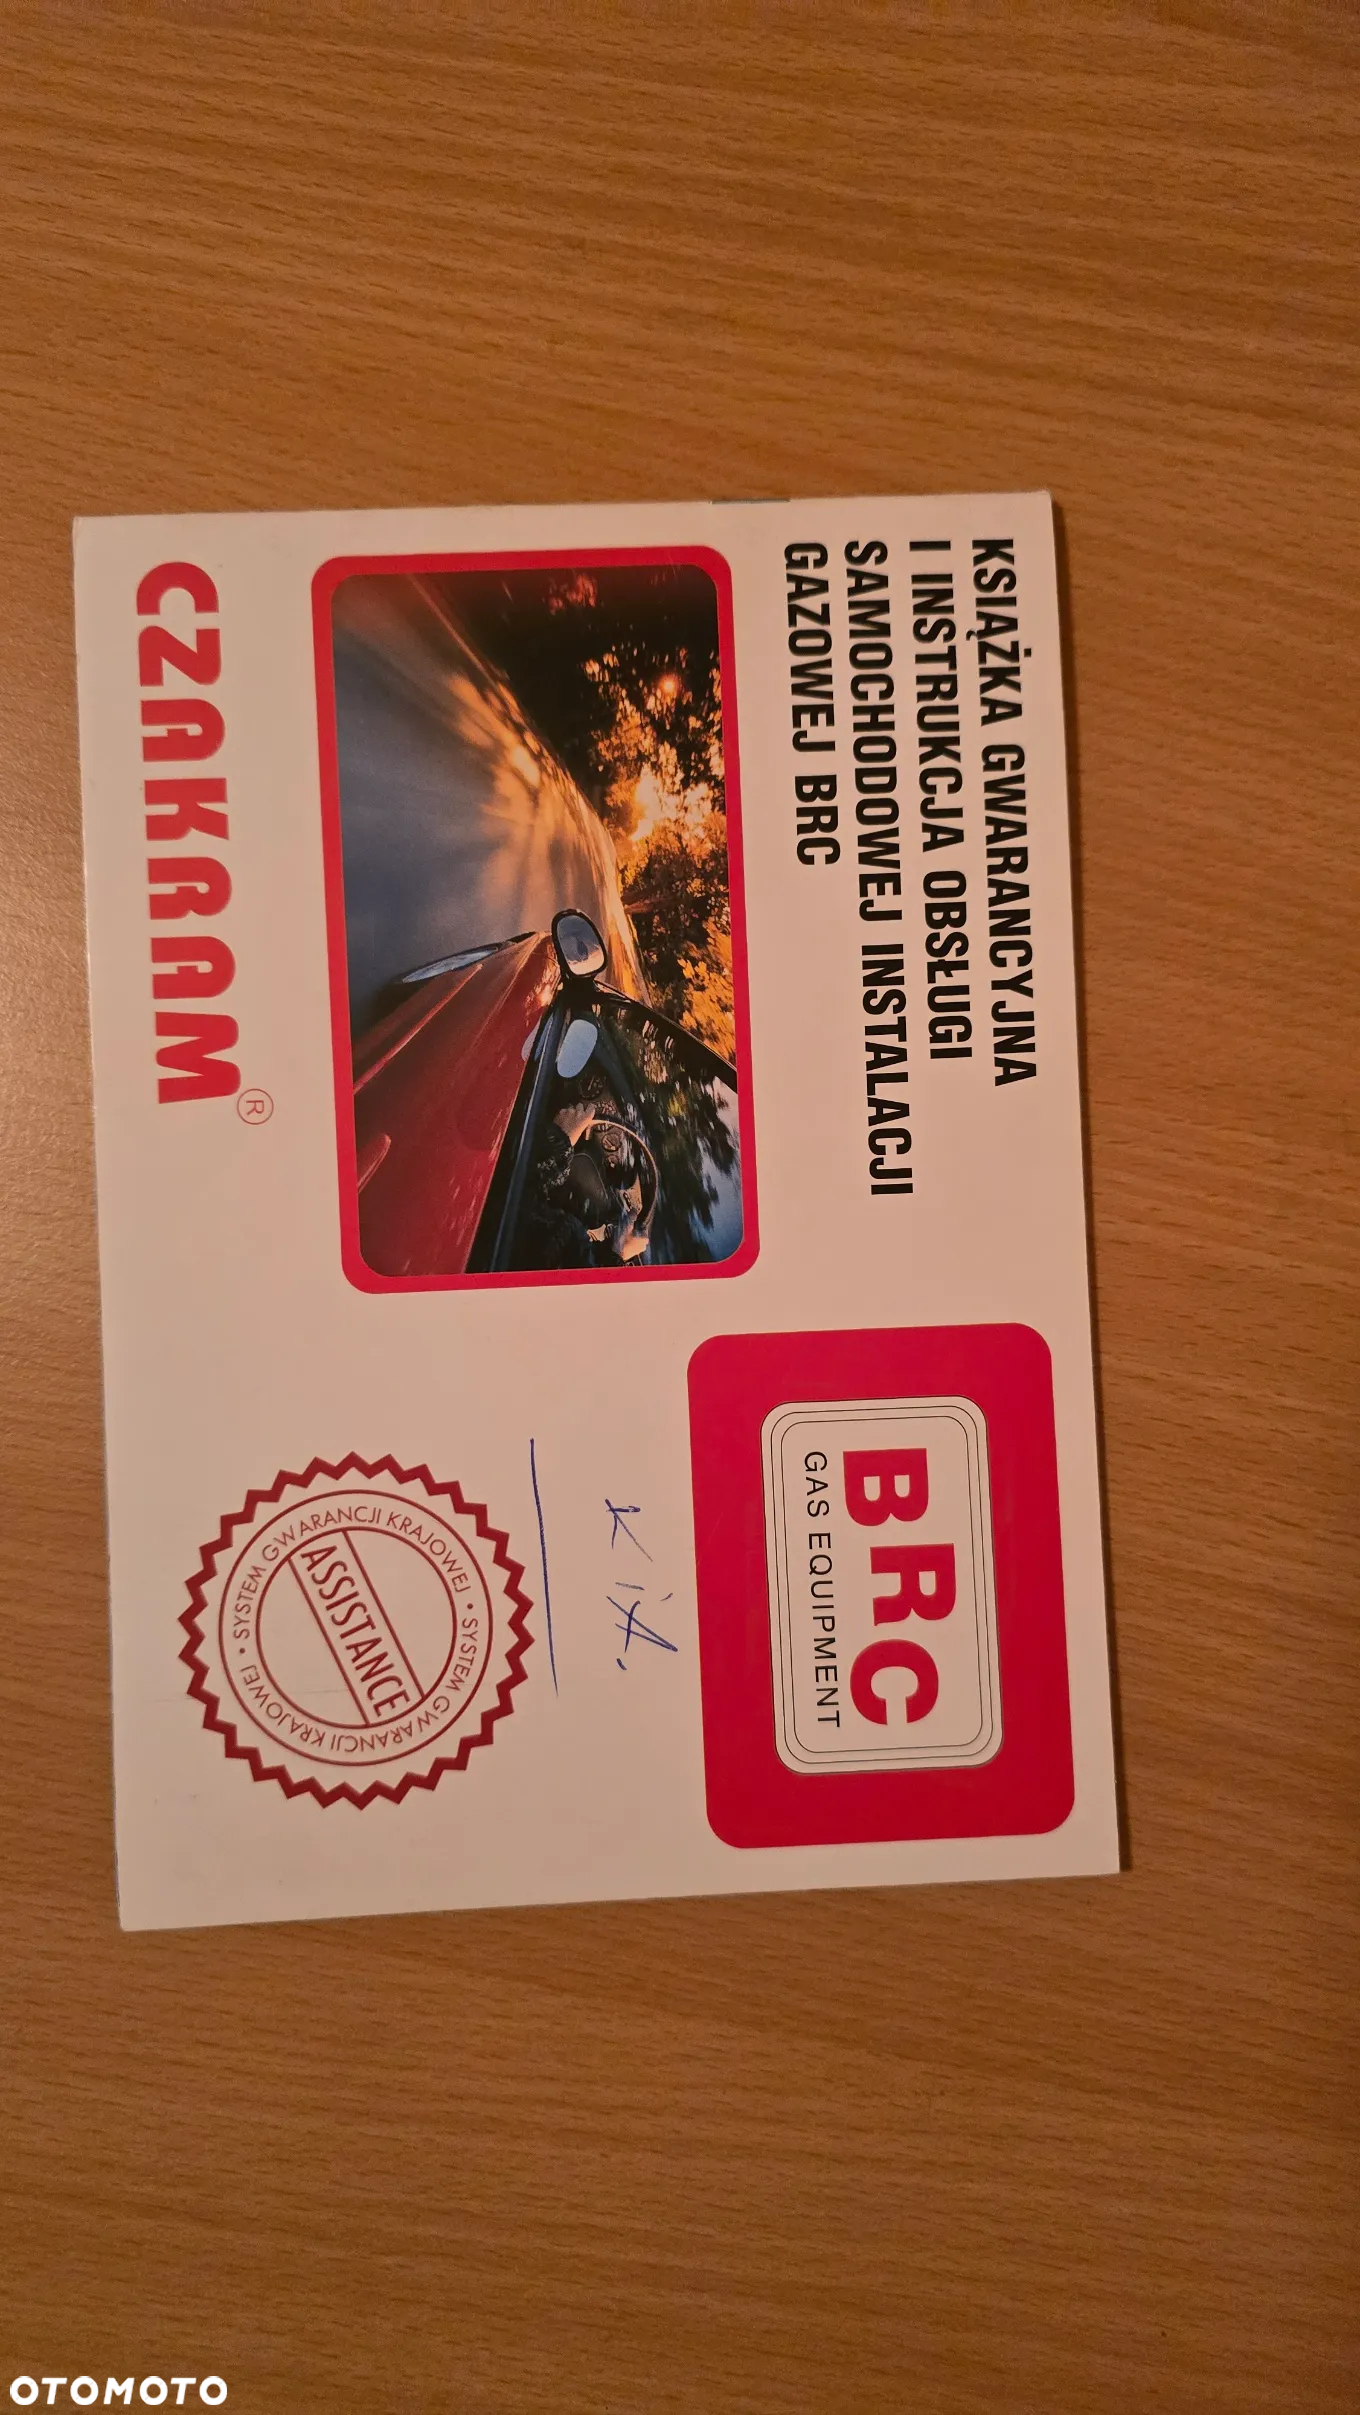 KSIĄŻKA GWARANCYJNA
I INSTRUKCJA OBSŁUGI
SAMOCHODOWEJ INSTALACJI
GAZOWEJ BRC
BRC
GAS EQUIPMENT
KIA.
CZAKRAM®
SYSTEM GWARANCJI KRAJOWEJ • SYSTEM GWARANCJI KRAJOWEJ •
ASSISTANCE
OTOMOTO